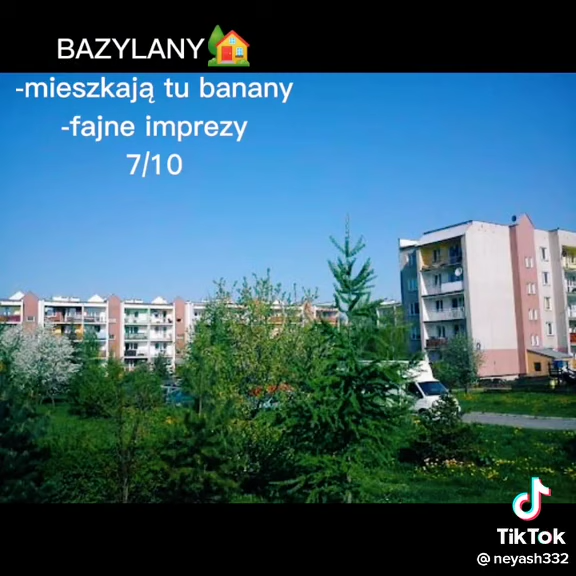 BAZYLANY🏡
-mieszkają tu banany
-fajne imprezy
7/10
TikTok
@neyash332